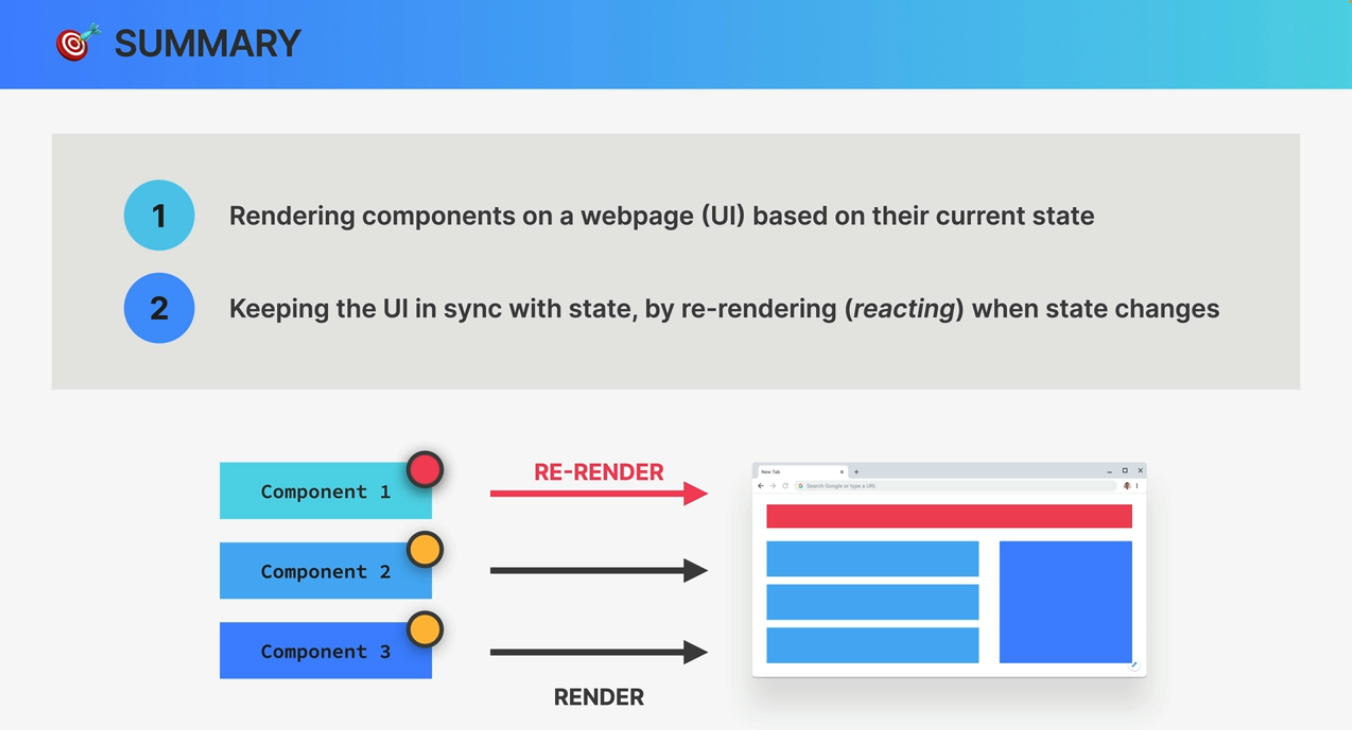 SUMMARY
1 Rendering components on a webpage (UI) based on their current state
2 Keeping the UI in sync with state, by re-rendering (reacting) when state changes
Component 1
RE-RENDER
New Tab
Search Google or type a URL
Component 2
Component 3
RENDER